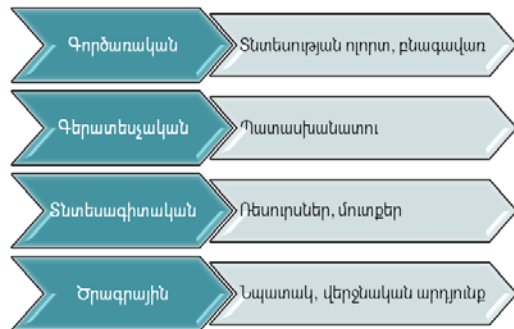 Գործառական
Տնտեսության ոլորտ, բնագավառ
Գերատեսչական
Պատասխանատու
Տնտեսագիտական
Ռեսուրսներ, մուտքեր
Ծրագրային
Նպատակ, վերջնական արդյունք